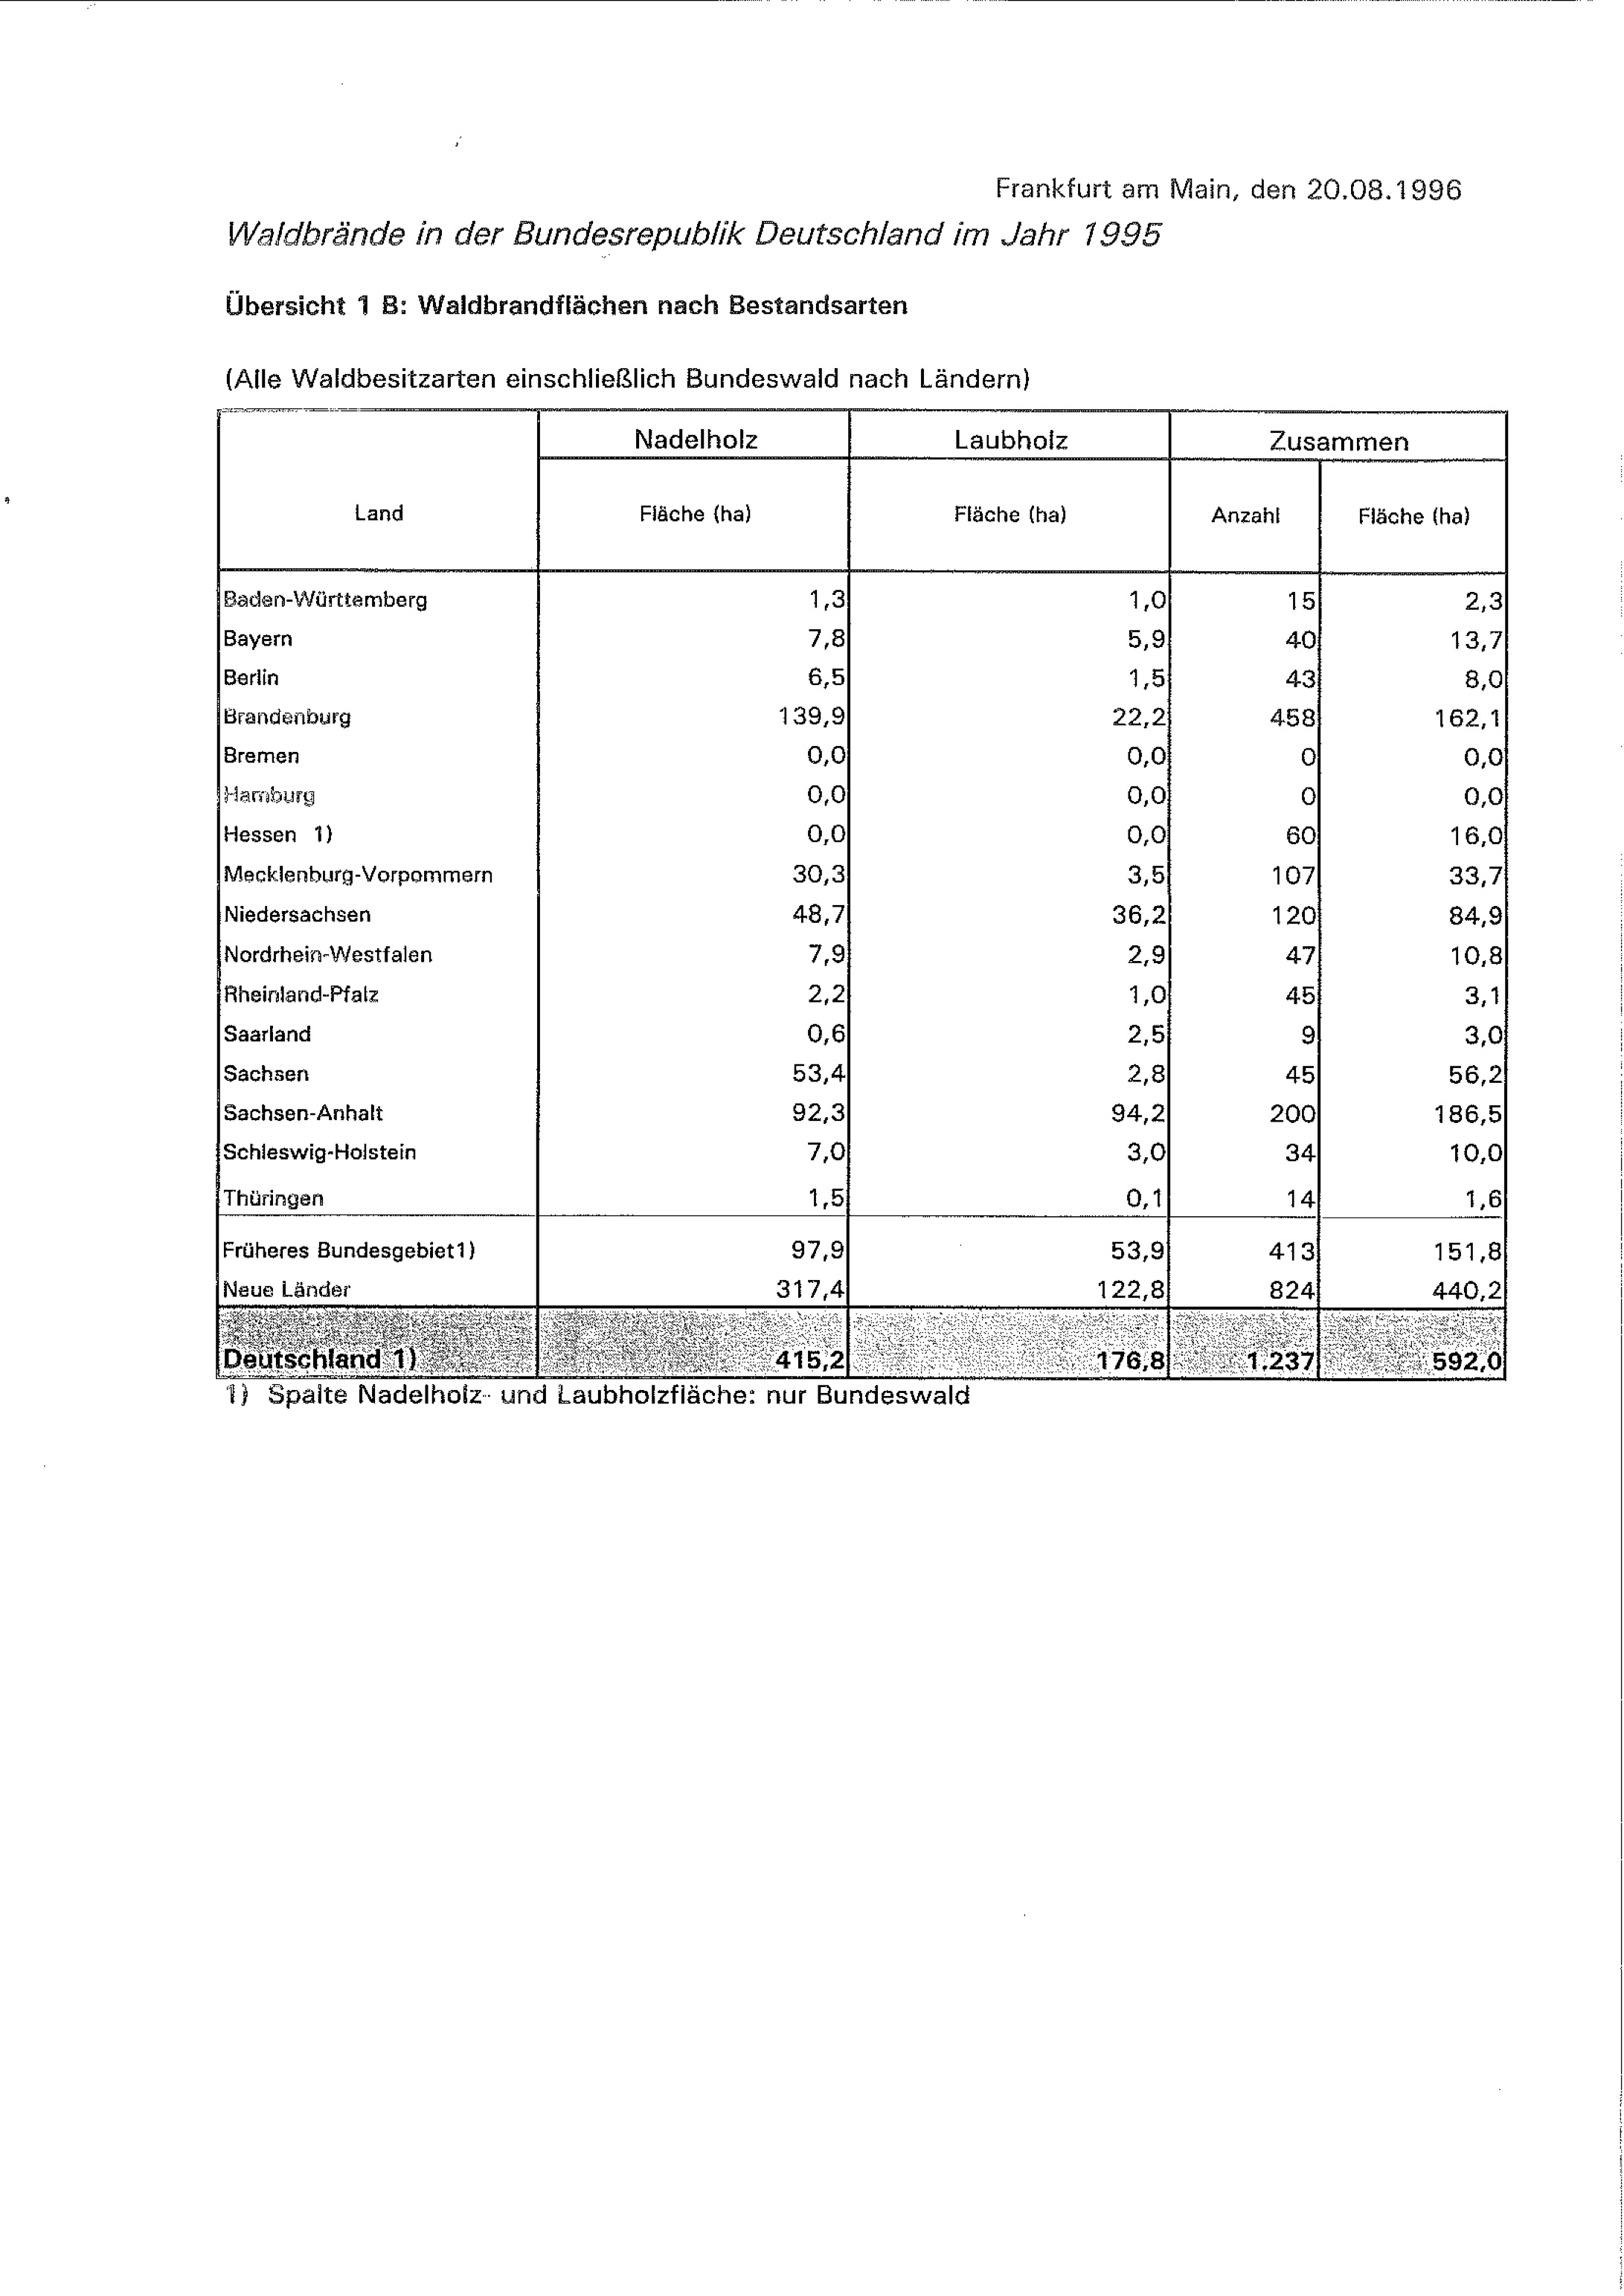 Frankfurt am Main, den 20.08.1996
Waldbrände in der Bundesrepublik Deutschland im Jahr 1995
Übersicht 1 B: Waldbrandflächen nach Bestandsarten
(Alle Waldbesitzarten einschließlich Bundeswald nach Ländern)
Nadelholz Laubholz Zusammen
Land Fläche (ha) Fläche (ha) Anzahl Fläche (ha)
Baden-Württemberg 1,3 1,0 15 2,3
Bayern 7,8 5,9 40 13,7
Berlin 6,5 1,5 43 8,0
Brandenburg 139,9 22,2 458 162,1
Bremen 0,0 0,0 0 0,0
Hamburg 0,0 0,0 0 0,0
Hessen 1) 0,0 0,0 60 16,0
Mecklenburg-Vorpommern 30,3 3,5 107 33,7
Niedersachsen 48,7 36,2 120 84,9
Nordrhein-Westfalen 7,9 2,9 47 10,8
Rheinland-Pfalz 2,2 1,0 45 3,1
Saarland 0,6 2,5 9 3,0
Sachsen 53,4 2,8 45 56,2
Sachsen-Anhalt 92,3 94,2 200 186,5
Schleswig-Holstein 7,0 3,0 34 10,0
Thüringen 1,5 0,1 14 1,6
Früheres Bundesgebiet1) 97,9 53,9 413 151,8
Neue Länder 317,4 122,8 824 440,2
Deutschland 1) 415,2 176,8 1.237 592,0
1) Spalte Nadelholz- und Laubholzfläche: nur Bundeswald